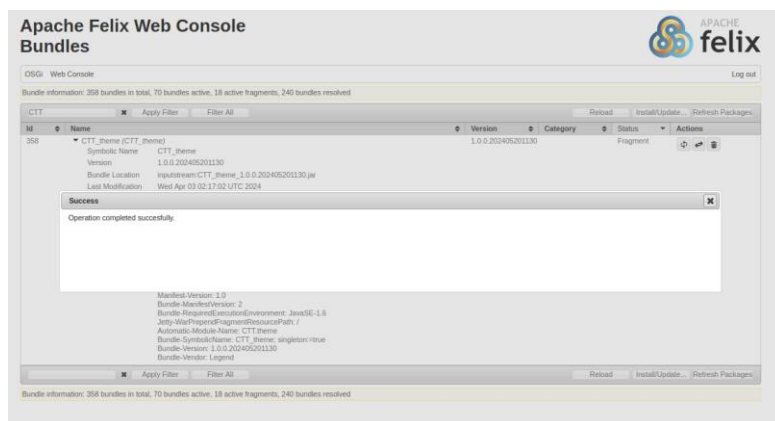 Apache Felix Web Console
Bundles
APACHE
felix
OSGi Web Console Log out
Bundle information: 358 bundles in total, 70 bundles active, 18 active fragments, 240 bundles resolved
CTT Apply Filter Filter All Reload Install/Update... Refresh Packages
Id Name Version Category Status Actions
358 CTT_theme (CTT_theme) 1.0.0.202405201130 Fragment
Symbolic Name CTT_theme
Version 1.0.0.202405201130
Bundle Location inputstream:CTT_theme_1.0.0.202405201130.jar
Last Modification Wed Apr 03 02:17:02 UTC 2024
Success
Operation completed succesfully.
Manifest-Version: 1.0
Bundle-ManifestVersion: 2
Bundle-RequiredExecutionEnvironment: JavaSE-1.6
Jetty-WarPrependFragmentResourcePath: /
Automatic-Module-Name: CTT.theme
Bundle-SymbolicName: CTT_theme; singleton:=true
Bundle-Version: 1.0.0.202405201130
Bundle-Vendor: Legend
Apply Filter Filter All Reload Install/Update... Refresh Packages
Bundle information: 358 bundles in total, 70 bundles active, 18 active fragments, 240 bundles resolved